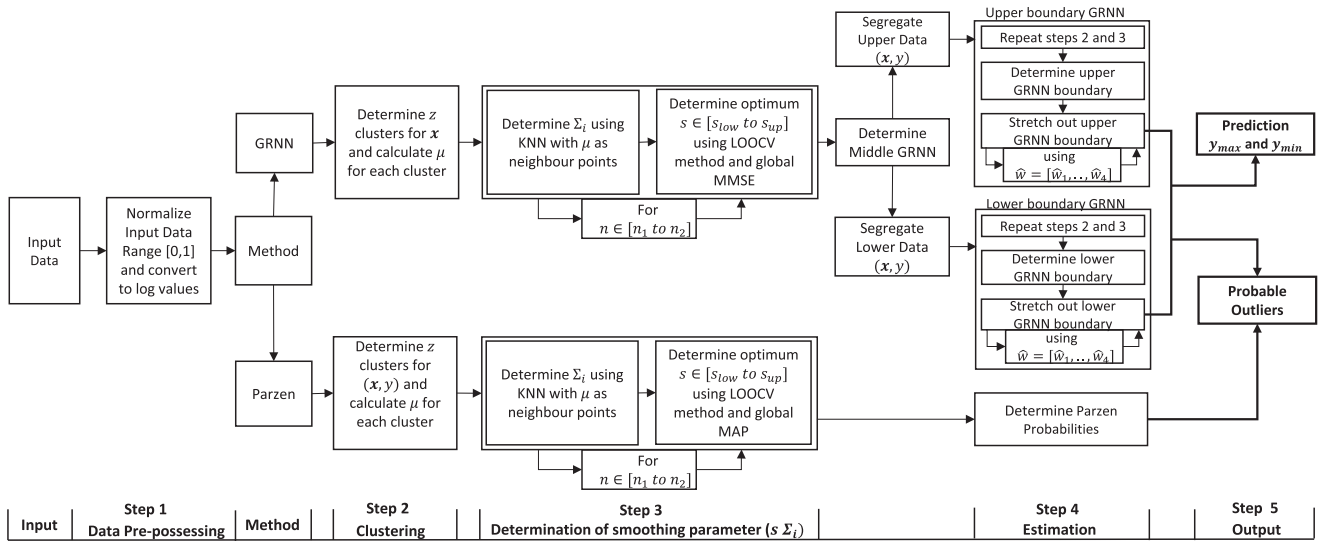 Input
Data
Normalize
Input Data
Range [0,1]
and convert
to log values
Method
GRNN
Parzen
Determine z
clusters for x
and calculate μ
for each cluster
Determine Σᵢ using
KNN with μ as
neighbour points
Determine optimum
s ∈ [s_low to s_up]
using LOOCV
method and global
MMSE
For
n ∈ [n₁ to n₂]
Determine
Middle GRNN
Segregate
Upper Data
(x, y)
Segregate
Lower Data
(x, y)
Upper boundary GRNN
Repeat steps 2 and 3
Determine upper
GRNN boundary
Stretch out upper
GRNN boundary
using
ŵ = [ŵ₁,..,ŵ₄]
Lower boundary GRNN
Repeat steps 2 and 3
Determine lower
GRNN boundary
Stretch out lower
GRNN boundary
using
ŵ = [ŵ₁,..,ŵ₄]
Prediction
y_max and y_min
Probable
Outliers
Determine z
clusters for
(x, y) and
calculate μ for
each cluster
Determine Σᵢ using
KNN with μ as
neighbour points
Determine optimum
s ∈ [s_low to s_up]
using LOOCV
method and global
MAP
For
n ∈ [n₁ to n₂]
Determine Parzen
Probabilities
Input
Step 1
Data Pre-possessing
Method
Step 2
Clustering
Step 3
Determination of smoothing parameter (s Σᵢ)
Step 4
Estimation
Step 5
Output